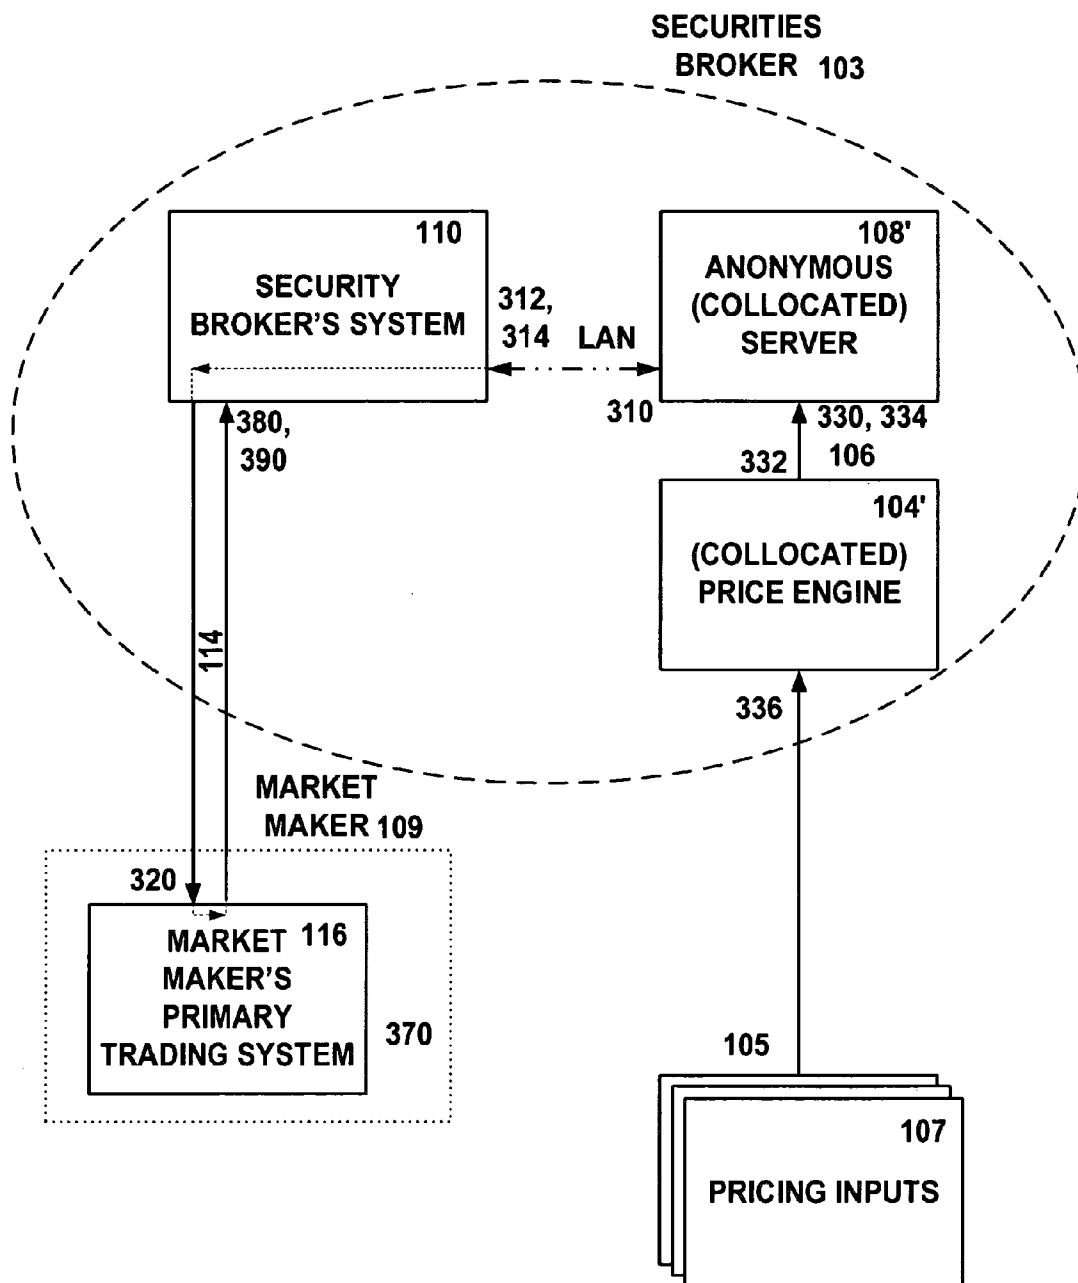 SECURITIES
BROKER 103
110
SECURITY
BROKER'S SYSTEM
312,
314
LAN
108'
ANONYMOUS
(COLLOCATED)
SERVER
310
380,
390
330, 334
332
106
104'
(COLLOCATED)
PRICE ENGINE
114
336
MARKET
MAKER 109
320
116
MARKET
MAKER'S
PRIMARY
TRADING SYSTEM
370
105
107
PRICING INPUTS